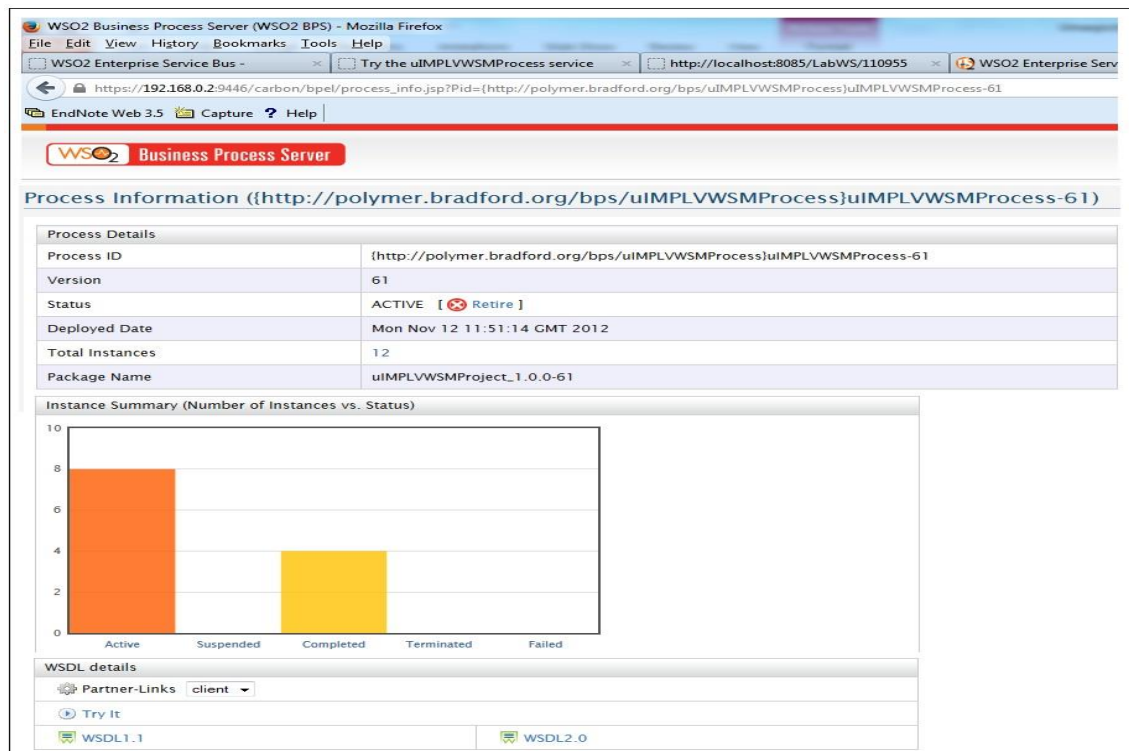 WSO2 Business Process Server (WSO2 BPS) - Mozilla Firefox
File Edit View History Bookmarks Tools Help
WSO2 Enterprise Service Bus - × Try the uIMPLVWSMProcess service × http://localhost:8085/LabWS/110955 × WSO2 Enterprise Serv
https://192.168.0.2:9446/carbon/bpel/process_info.jsp?Pid={http://polymer.bradford.org/bps/uIMPLVWSMProcess}uIMPLVWSMProcess-61
EndNote Web 3.5 Capture ? Help
WSO2 Business Process Server
Process Information ({http://polymer.bradford.org/bps/uIMPLVWSMProcess}uIMPLVWSMProcess-61)
Process Details
Process ID {http://polymer.bradford.org/bps/uIMPLVWSMProcess}uIMPLVWSMProcess-61
Version 61
Status ACTIVE [ Retire ]
Deployed Date Mon Nov 12 11:51:14 GMT 2012
Total Instances 12
Package Name uIMPLVWSMProject_1.0.0-61
Instance Summary (Number of Instances vs. Status)
10
8
6
4
2
0
Active Suspended Completed Terminated Failed
WSDL details
Partner-Links client
Try It
WSDL1.1 WSDL2.0